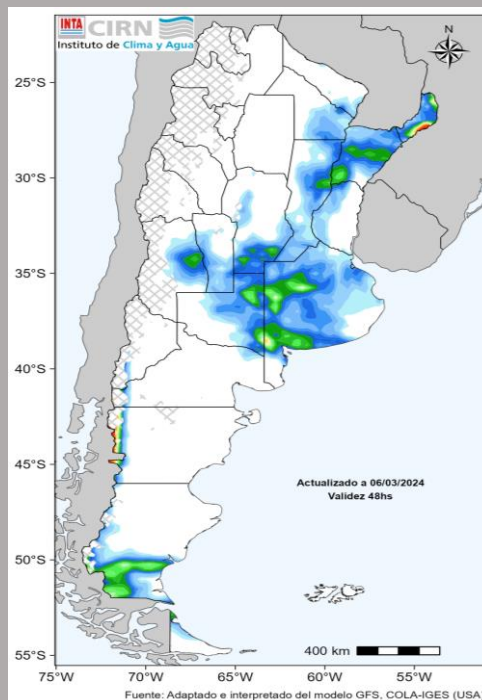 INTA CIRN
Instituto de Clima y Agua
N
25°S
30°S
35°S
40°S
45°S
50°S
55°S
Actualizado a 06/03/2024
Validez 48hs
400 km
75°W 70°W 65°W 60°W 55°W
Fuente: Adaptado e interpretado del modelo GFS, COLA-IGES (USA